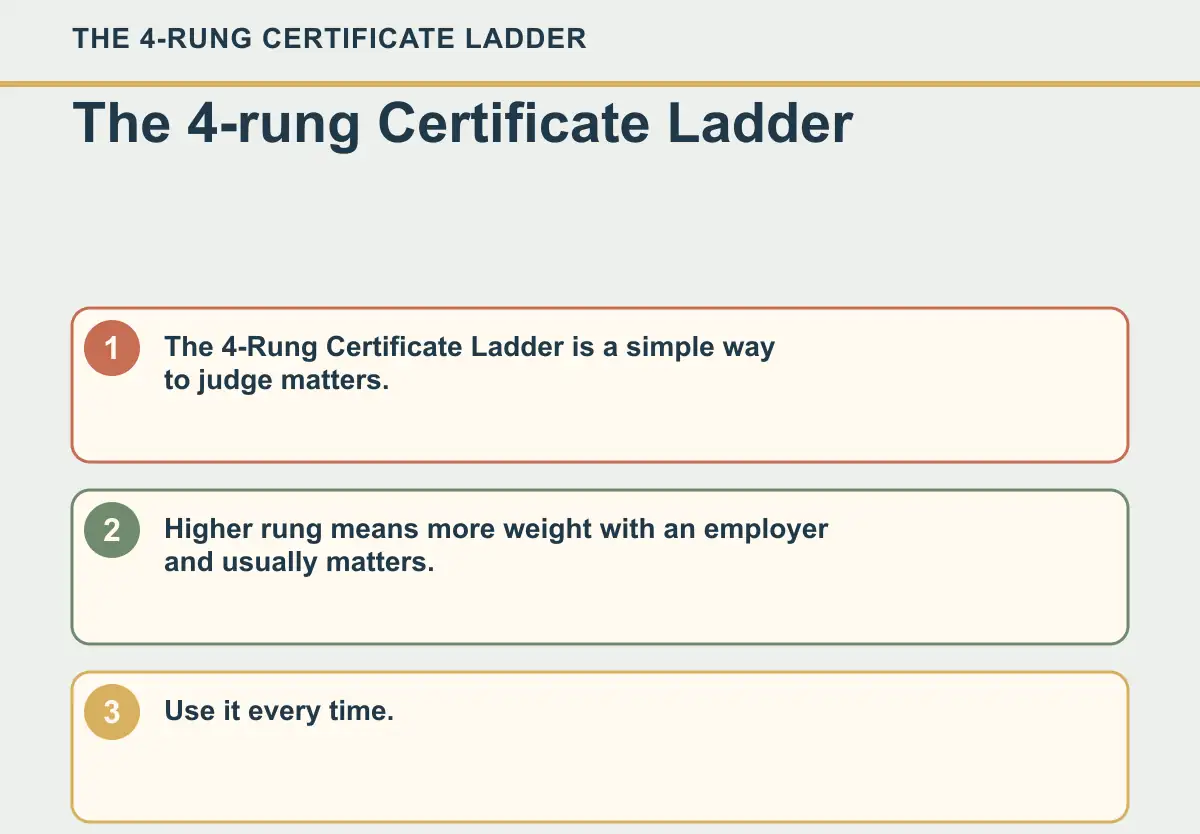 THE 4-RUNG CERTIFICATE LADDER
The 4-rung Certificate Ladder
1
The 4-Rung Certificate Ladder is a simple way
to judge matters.
2
Higher rung means more weight with an employer
and usually matters.
3
Use it every time.